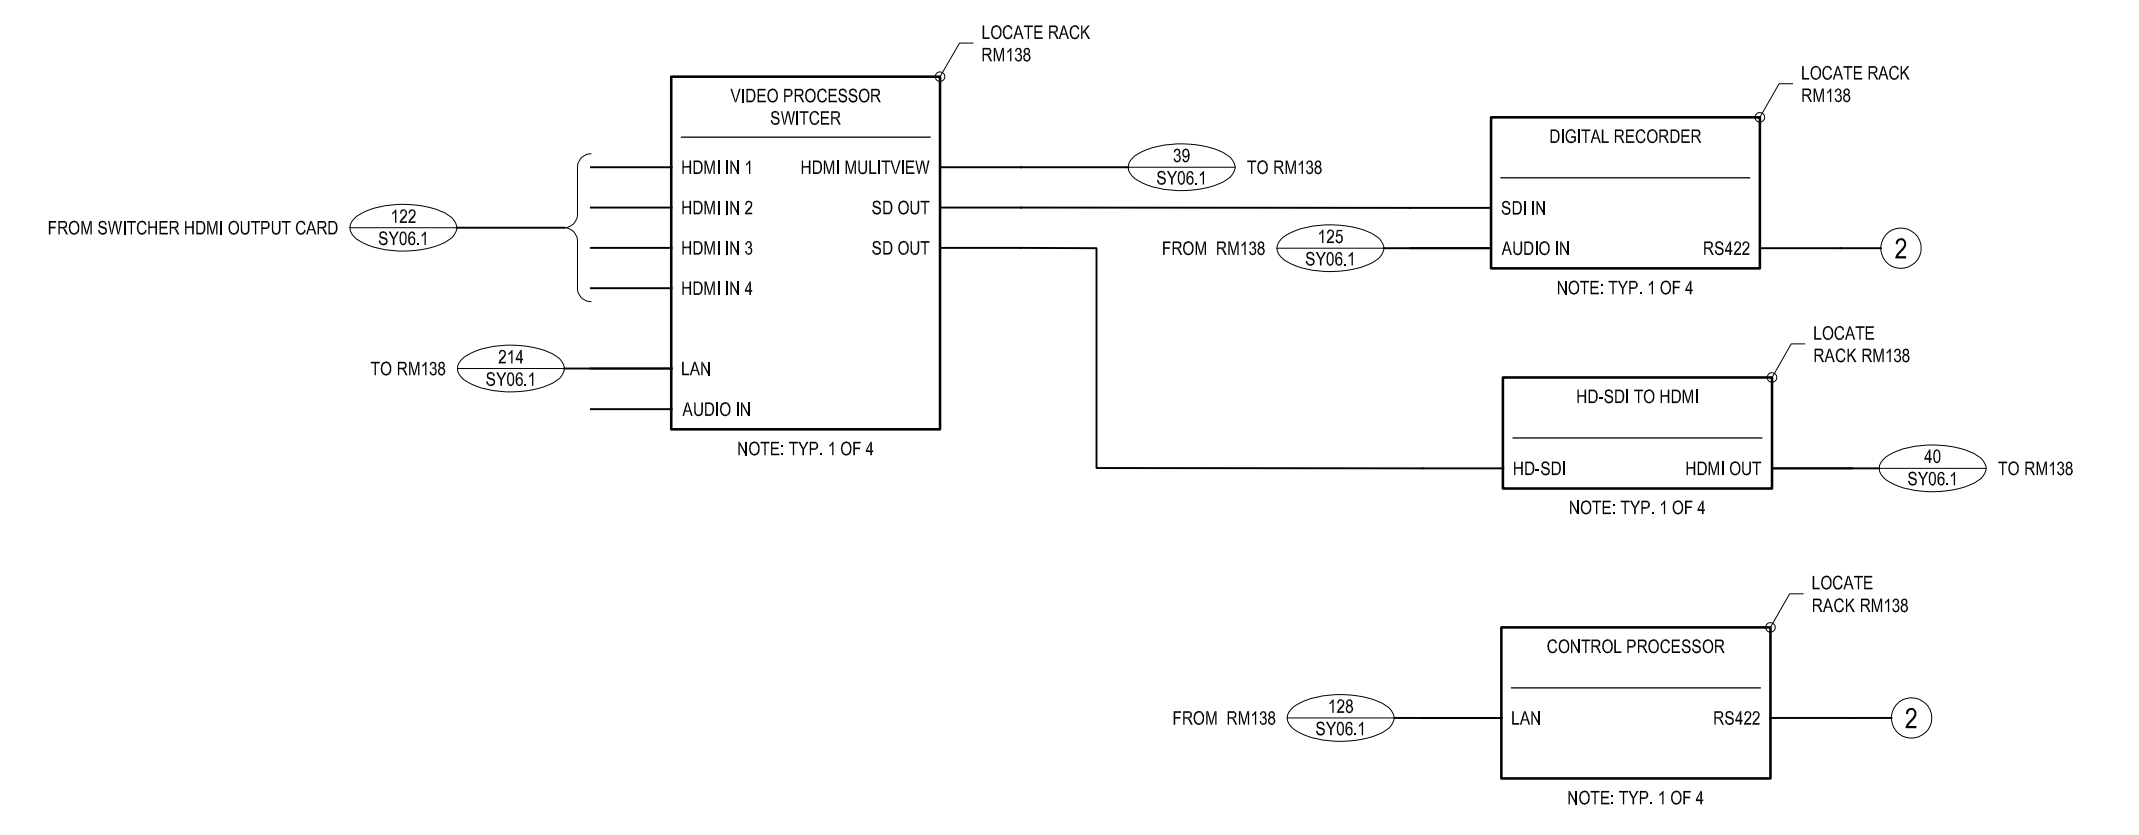 LOCATE RACK
RM138
VIDEO PROCESSOR
SWITCER
HDMI IN 1
HDMI MULITVIEW
HDMI IN 2
SD OUT
HDMI IN 3
SD OUT
HDMI IN 4
LAN
AUDIO IN
NOTE: TYP. 1 OF 4
FROM SWITCHER HDMI OUTPUT CARD
122
SY06.1
TO RM138
214
SY06.1
39
SY06.1
TO RM138
LOCATE RACK
RM138
DIGITAL RECORDER
SDI IN
AUDIO IN
RS422
NOTE: TYP. 1 OF 4
FROM RM138
125
SY06.1
2
LOCATE
RACK RM138
HD-SDI TO HDMI
HD-SDI
HDMI OUT
NOTE: TYP. 1 OF 4
40
SY06.1
TO RM138
LOCATE
RACK RM138
CONTROL PROCESSOR
LAN
RS422
NOTE: TYP. 1 OF 4
FROM RM138
128
SY06.1
2